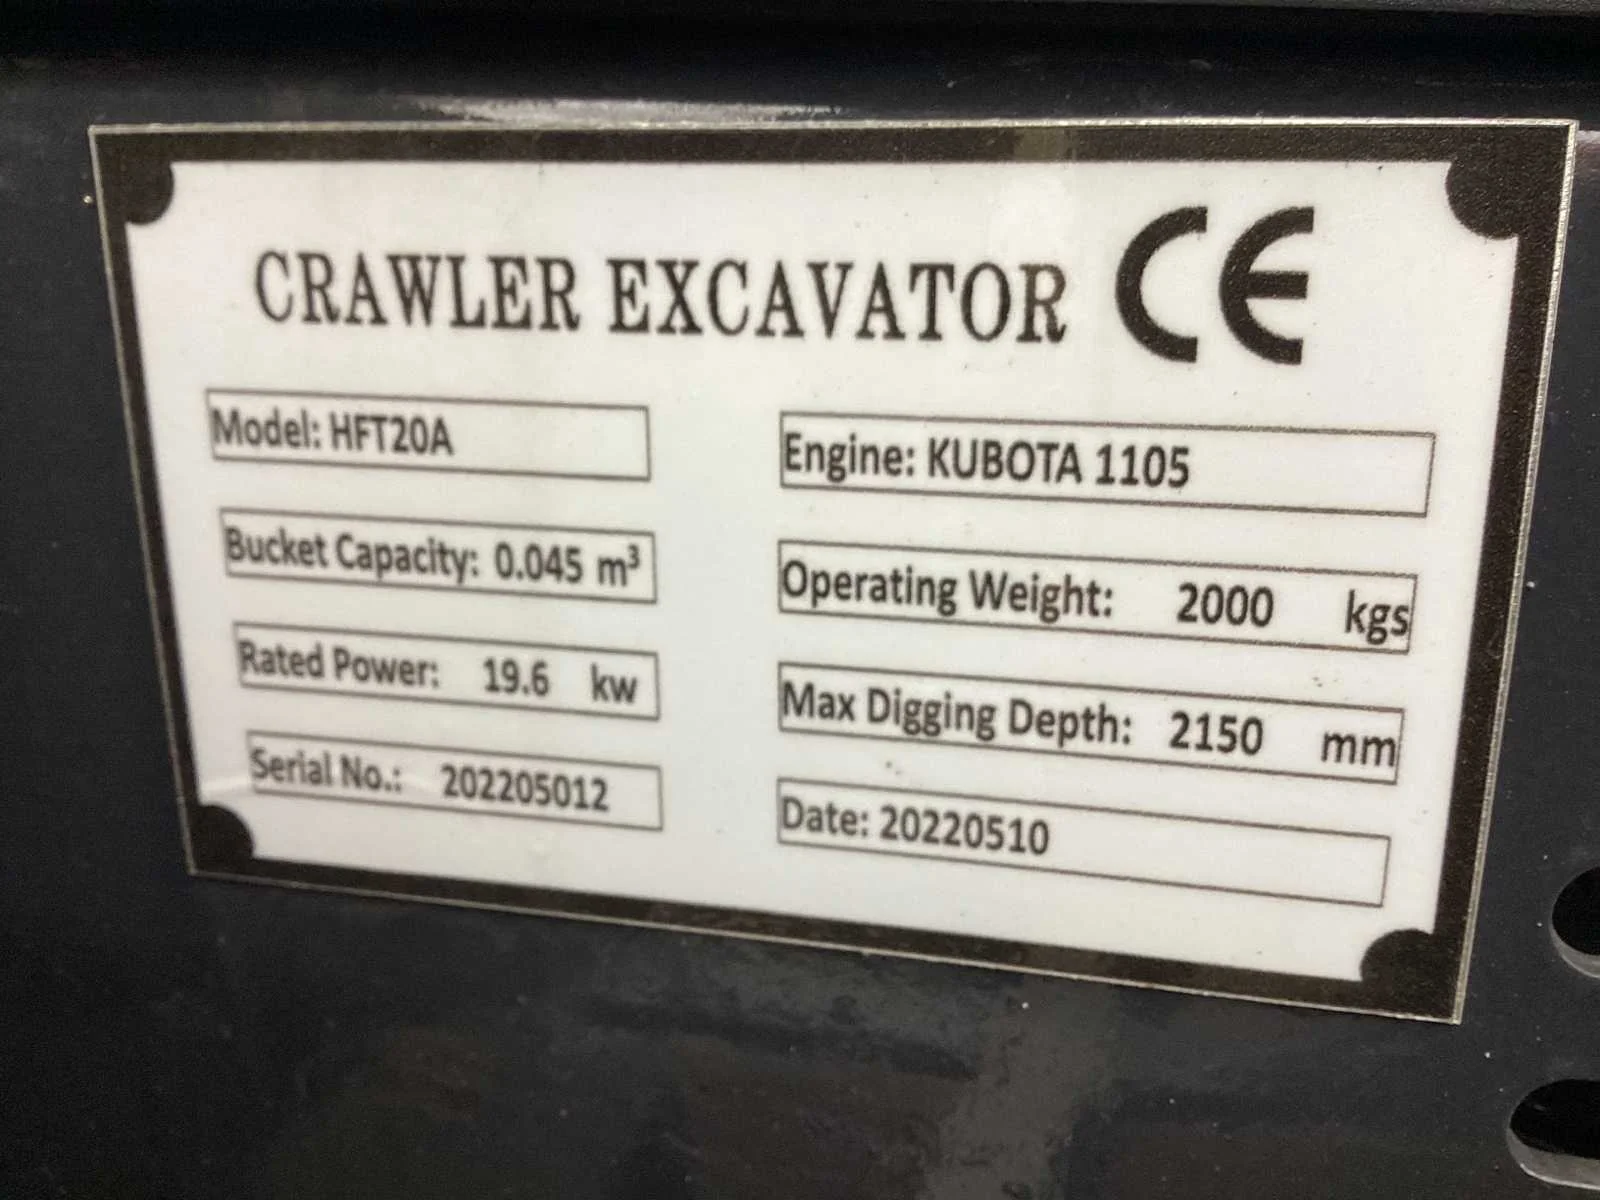 CRAWLER EXCAVATOR CE
Model: HFT20A
Engine: KUBOTA 1105
Bucket Capacity: 0.045 m³
Operating Weight: 2000 kgs
Rated Power: 19.6 kw
Max Digging Depth: 2150 mm
Serial No.: 202205012
Date: 20220510